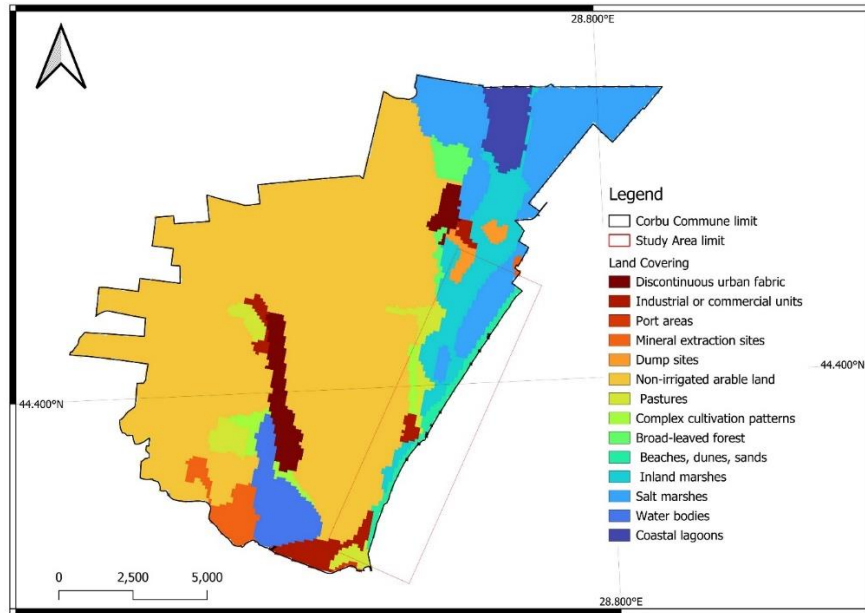 28.800°E
Legend
Corbu Commune limit
Study Area limit
Land Covering
Discontinuous urban fabric
Industrial or commercial units
Port areas
Mineral extraction sites
Dump sites
Non-irrigated arable land
Pastures
Complex cultivation patterns
Broad-leaved forest
Beaches, dunes, sands
Inland marshes
Salt marshes
Water bodies
Coastal lagoons
44.400°N
44.400°N
0 2,500 5,000
28.800°E